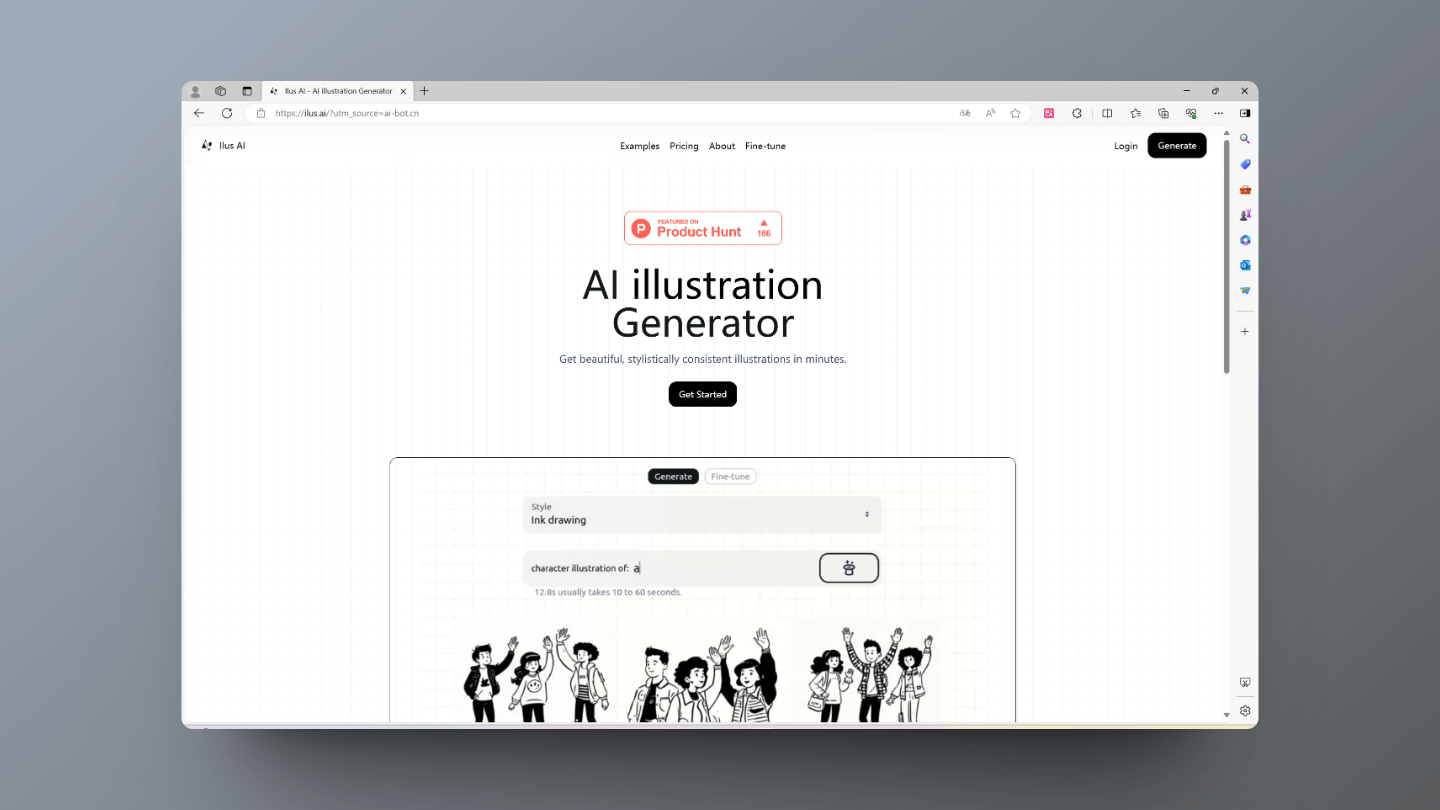 Ilus AI - AI illustration Generator
https://ilus.ai/?utm_source=ai-bot.cn
Ilus AI
Examples Pricing About Fine-tune
Login Generate
FEATURED ON
Product Hunt
186
AI illustration
Generator
Get beautiful, stylistically consistent illustrations in minutes.
Get Started
Generate Fine-tune
Style
Ink drawing
character illustration of: a
12.8s usually takes 10 to 60 seconds.